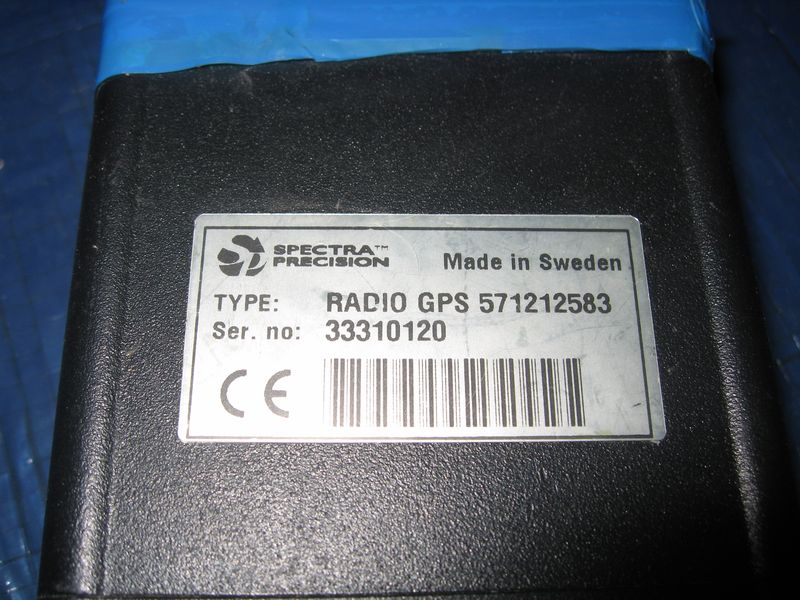 SPECTRA™
PRECISION
Made in Sweden
TYPE: RADIO GPS 571212583
Ser. no: 33310120
CE